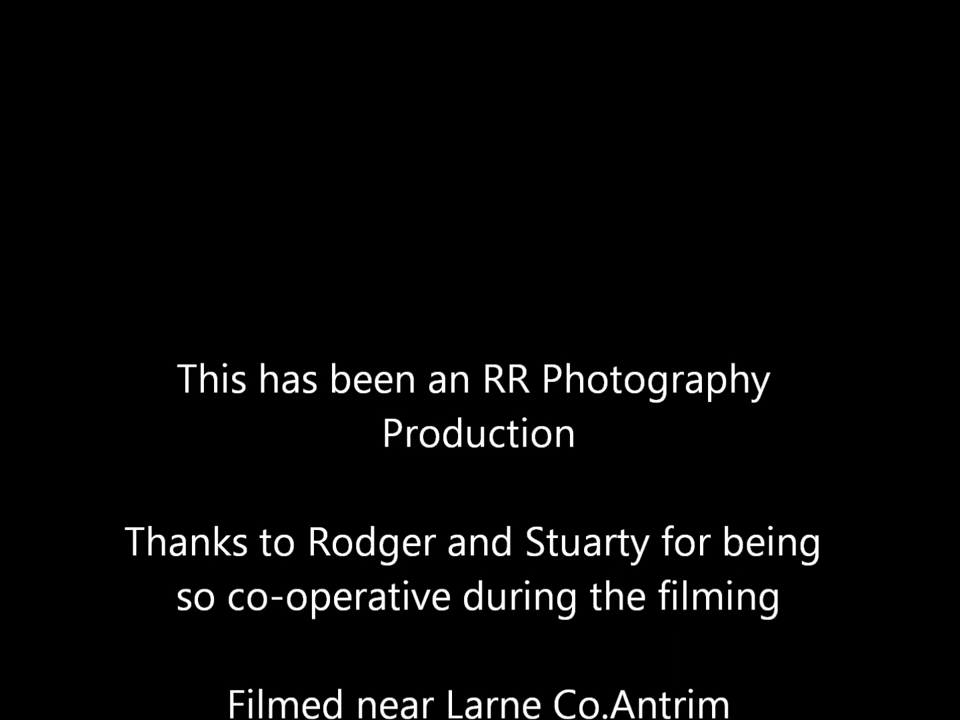 This has been an RR Photography
Production
Thanks to Rodger and Stuarty for being
so co-operative during the filming
Filmed near Larne Co.Antrim